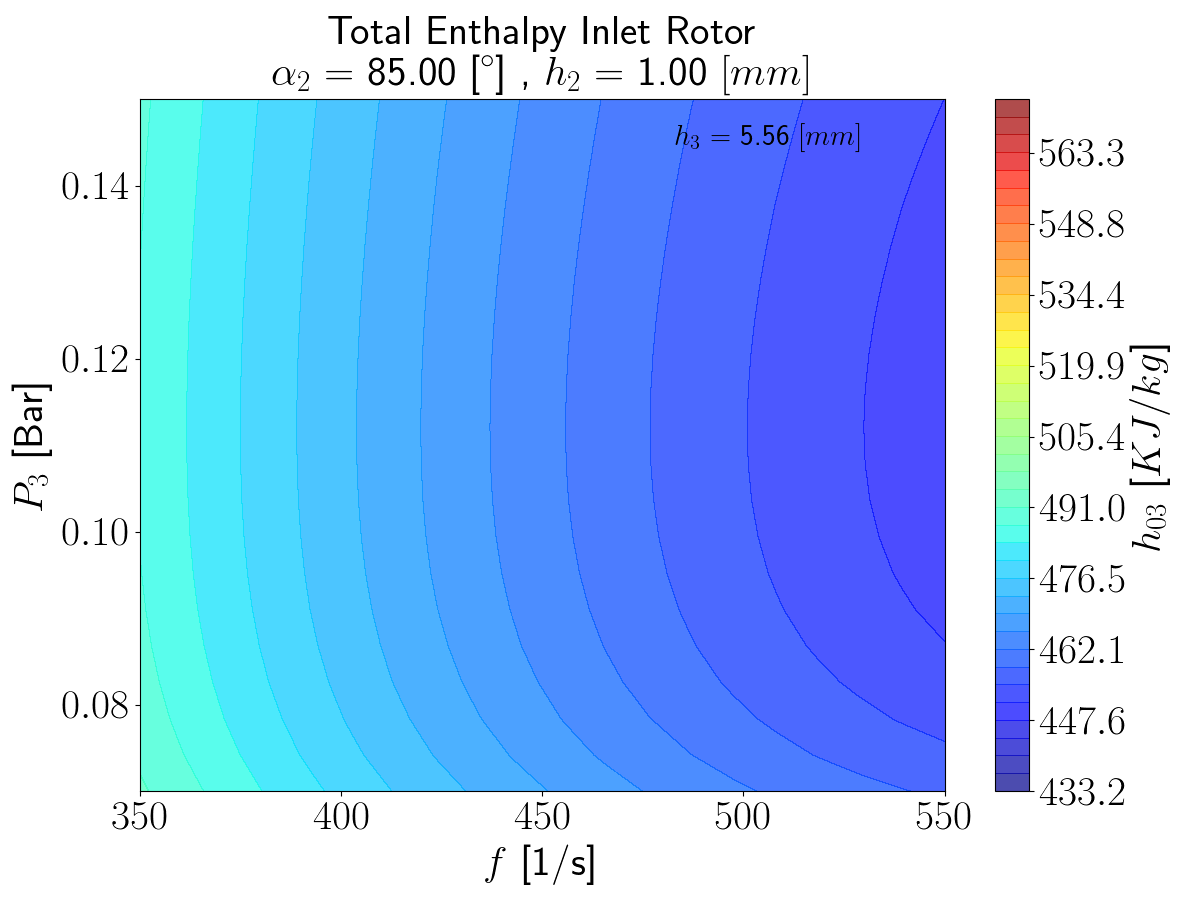 Total Enthalpy Inlet Rotor
α₂ = 85.00 [°] , h₂ = 1.00 [mm]
h₃ = 5.56 [mm]
0.14
0.12
0.10
0.08
P₃ [Bar]
350 400 450 500 550
f [1/s]
563.3
548.8
534.4
519.9
505.4
491.0
476.5
462.1
447.6
433.2
h₀₃ [KJ/kg]